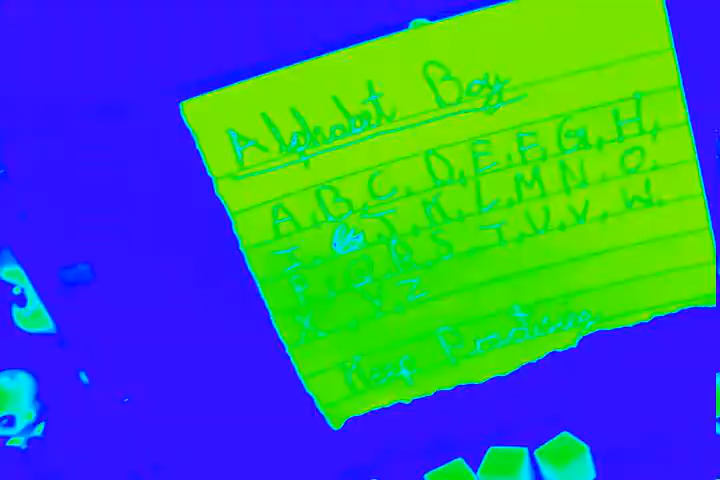 Alphabet Boy
A, B, C, D, E, F, G, H,
I, J, K, L, M, N, O.
P, Q, R, S T, U, V, W.
X, Y, Z
Keep Practicing